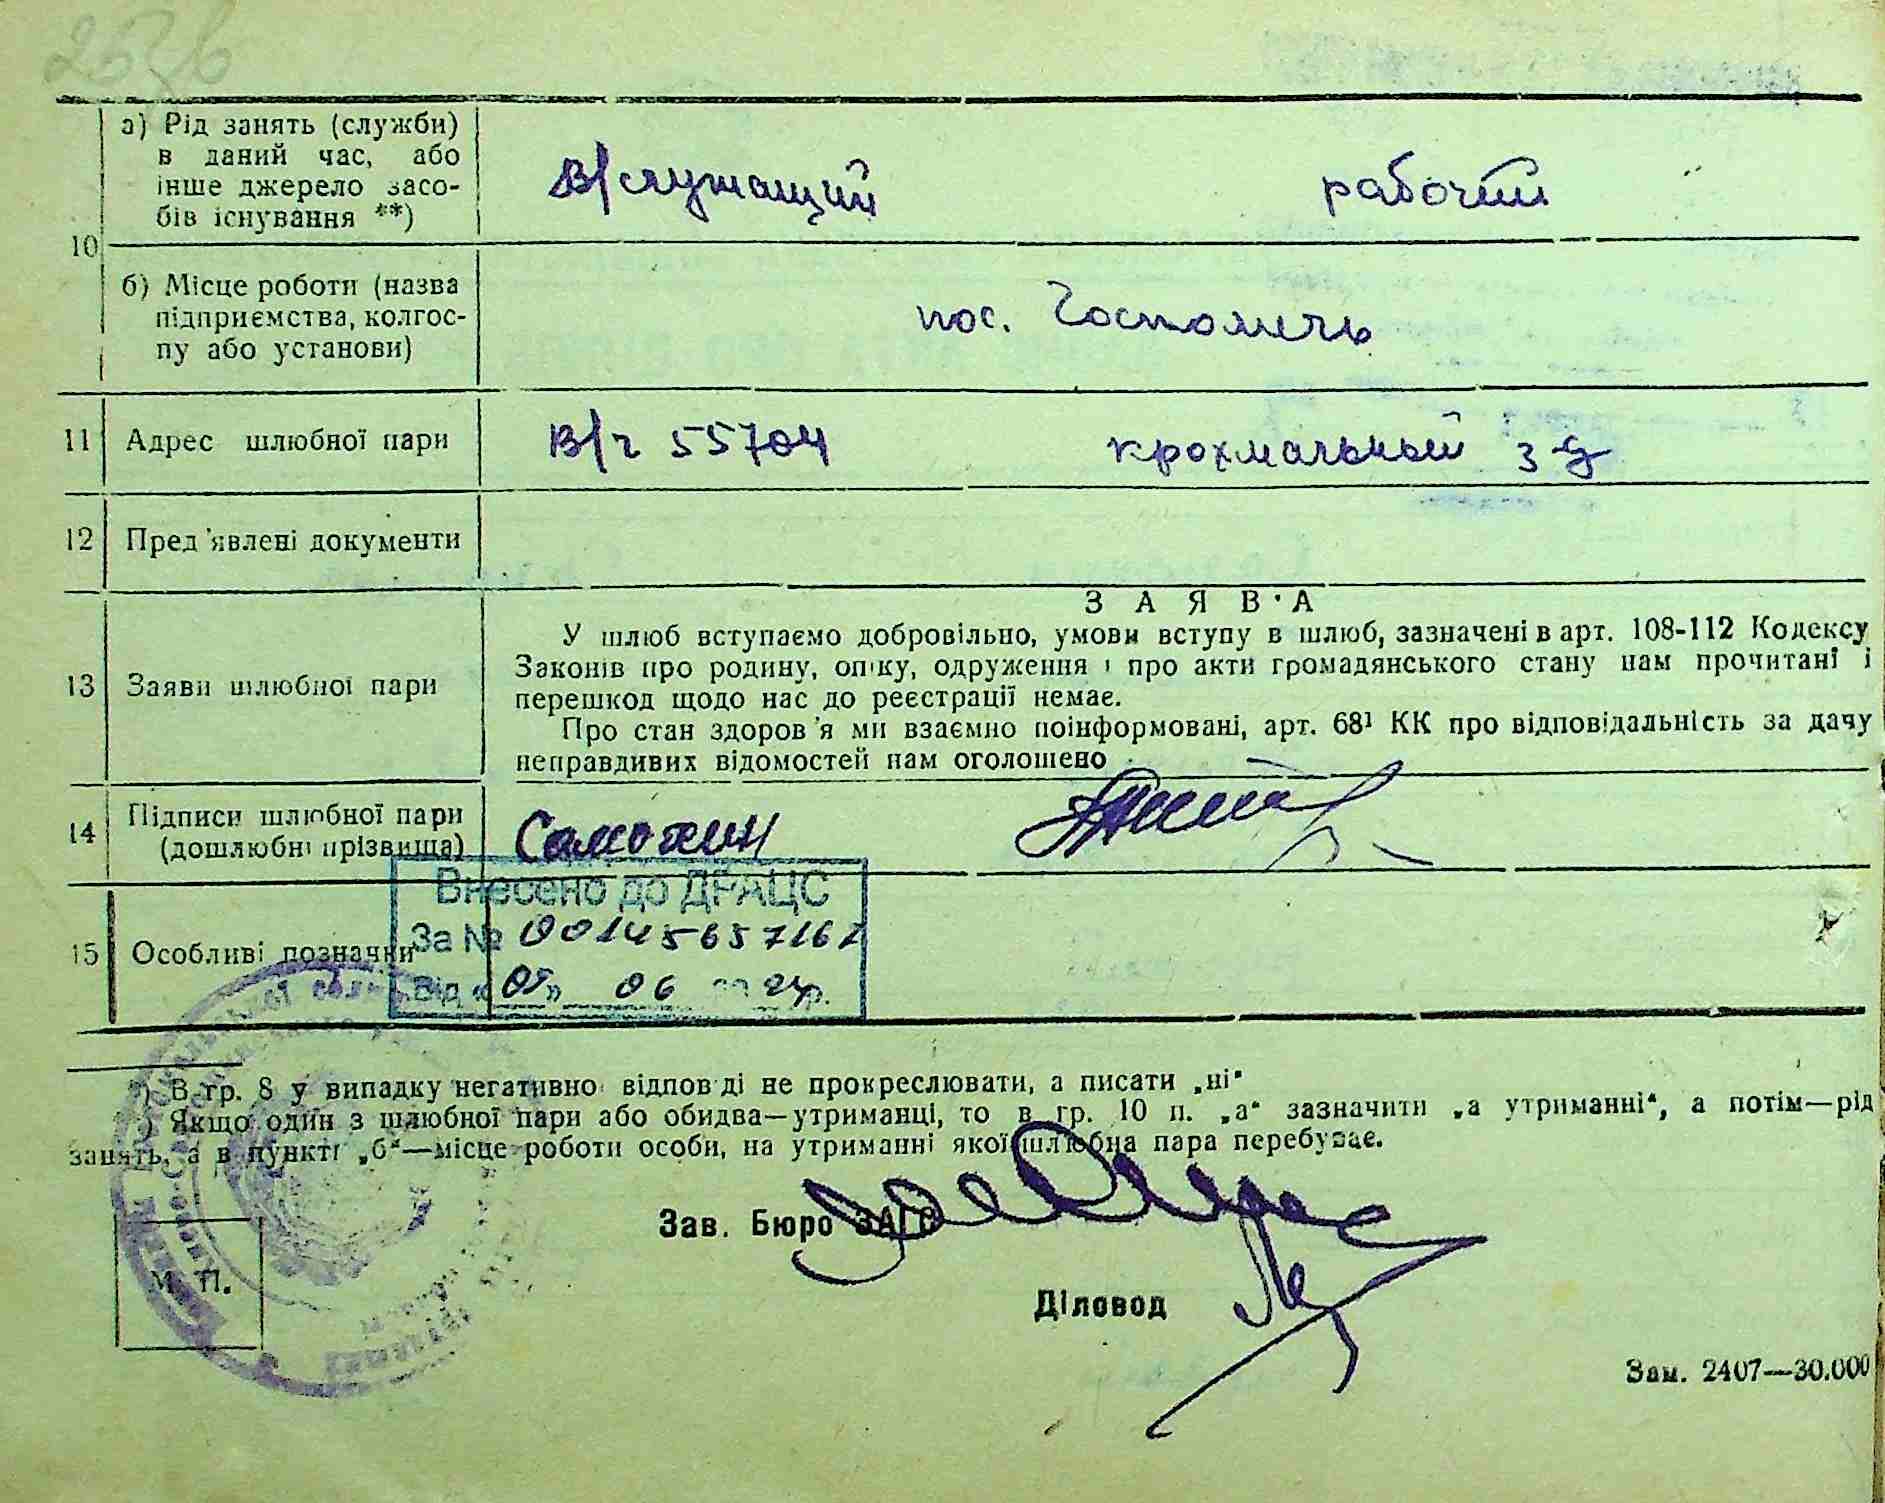 а) Рід занять (служби)
в даний час, або
інше джерело засо-
бів існування **)
В/служащий рабочий
10
б) Місце роботи (назва
підприємства, колгос-
пу або установи)
пос. Гостомель
11 Адрес шлюбної пари
В/ч 55704 крохмальный з-д
12 Пред'явлені документи
ЗАЯВА
У шлюб вступаємо добровільно, умови вступу в шлюб, зазначені в арт. 108-112 Кодексу
Законів про родину, опіку, одруження і про акти громадянського стану нам прочитані і
13 Заяви шлюбної пари
перешкод щодо нас до реєстрації немає.
Про стан здоров'я ми взаємно поінформовані, арт. 68¹ КК про відповідальність за дачу
неправдивих відомостей нам оголошено
14 Підписи шлюбної пари
(дошлюбні прізвища)
Внесено до ДРАЦС
За № 00145657161
15 Особливі позначки
Від « 05» 06 20 24р.
*) В гр. 8 у випадку негативної відповіді не прокреслювати, а писати „ні“
**) Якщо один з шлюбної пари або обидва—утриманці, то в гр. 10 п. „а“ зазначити „а утриманні“, а потім—рід
занять, а в пункті „б“—місце роботи особи, на утриманні якої шлюбна пара перебуває.
Зав. Бюро ЗАГС
М. П.
Діловод
Зам. 2407—30.000